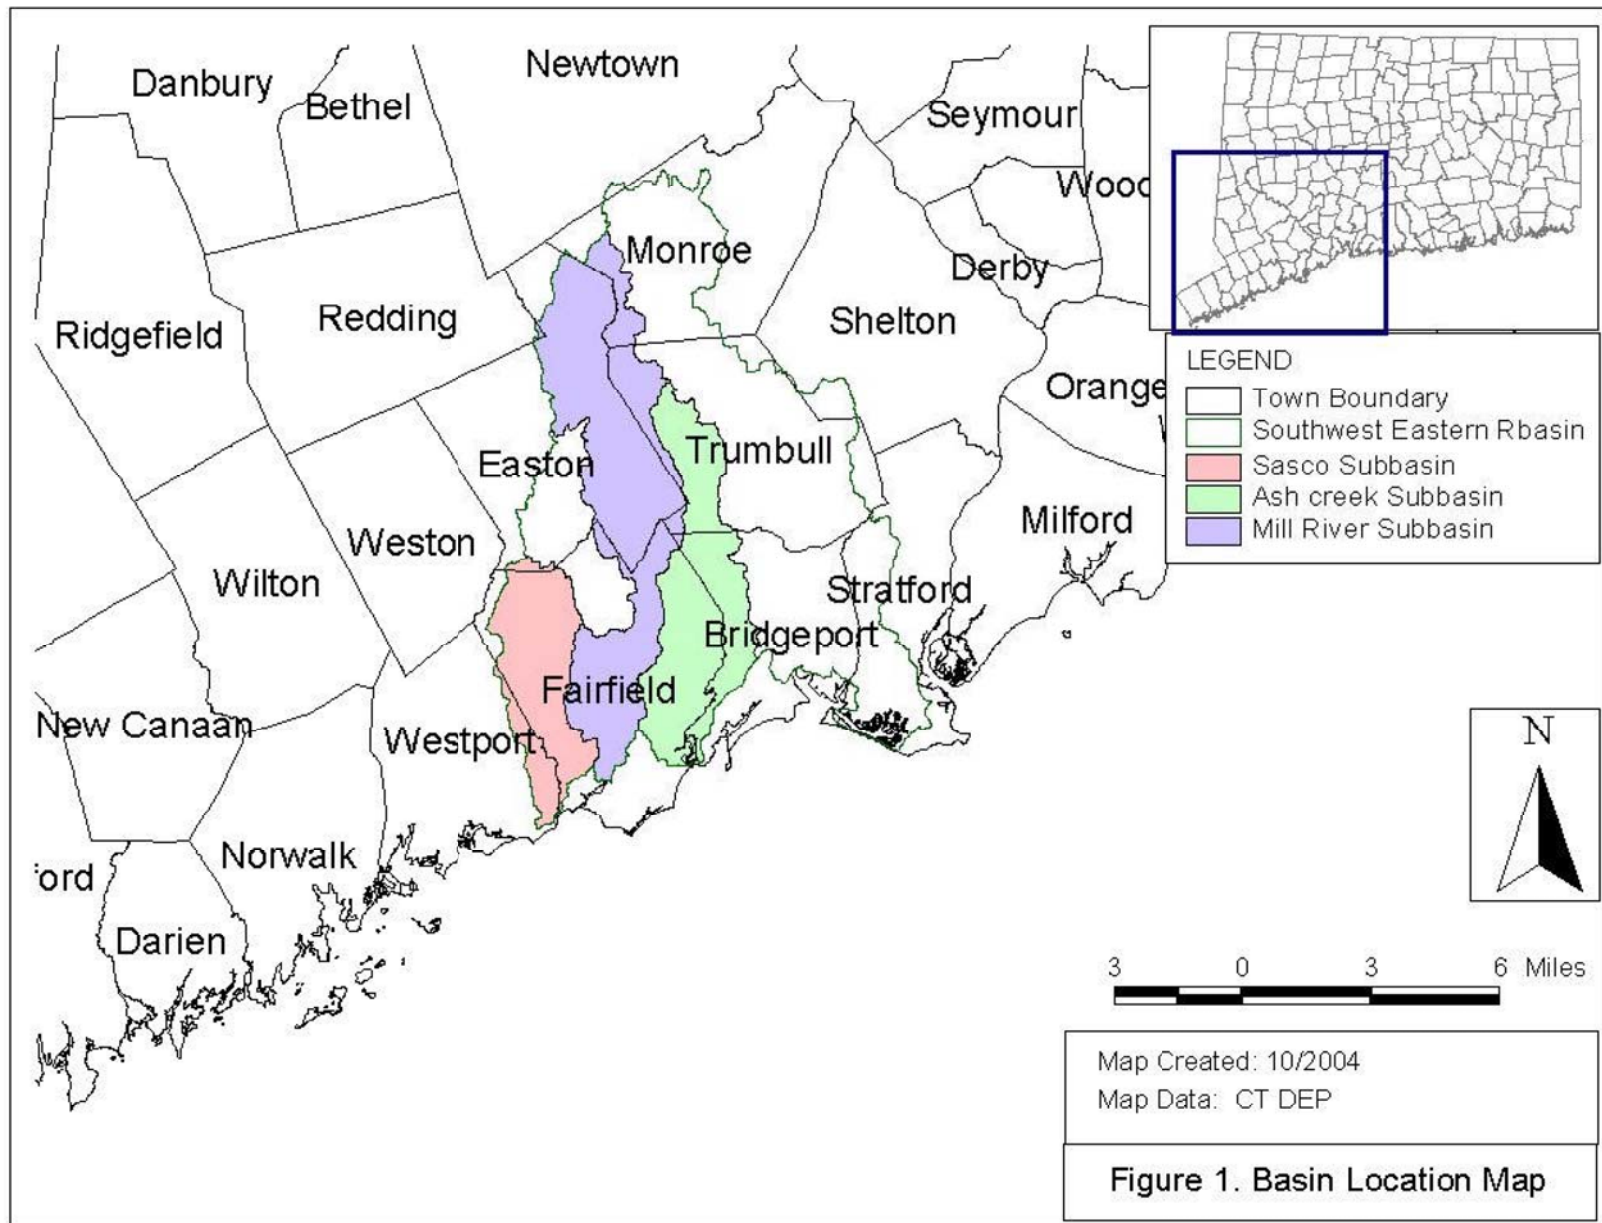 Danbury
Bethel
Newtown
Seymour
Wood
Monroe
Derby
Ridgefield
Redding
Shelton
Orange
LEGEND
Town Boundary
Southwest Eastern Rbasin
Sasco Subbasin
Ash creek Subbasin
Mill River Subbasin
Easton
Trumbull
Milford
Weston
Wilton
Stratford
Bridgeport
Fairfield
New Canaan
Westport
N
Norwalk
ford
Darien
3 0 3 6 Miles
Map Created: 10/2004
Map Data: CT DEP
Figure 1. Basin Location Map